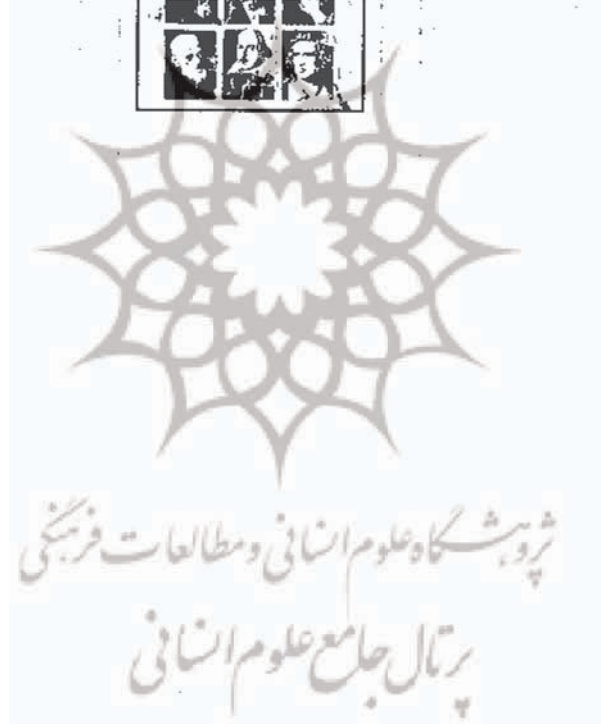 پژوهشگاه علوم انسانی و مطالعات فرهنگی
پرتال جامع علوم انسانی